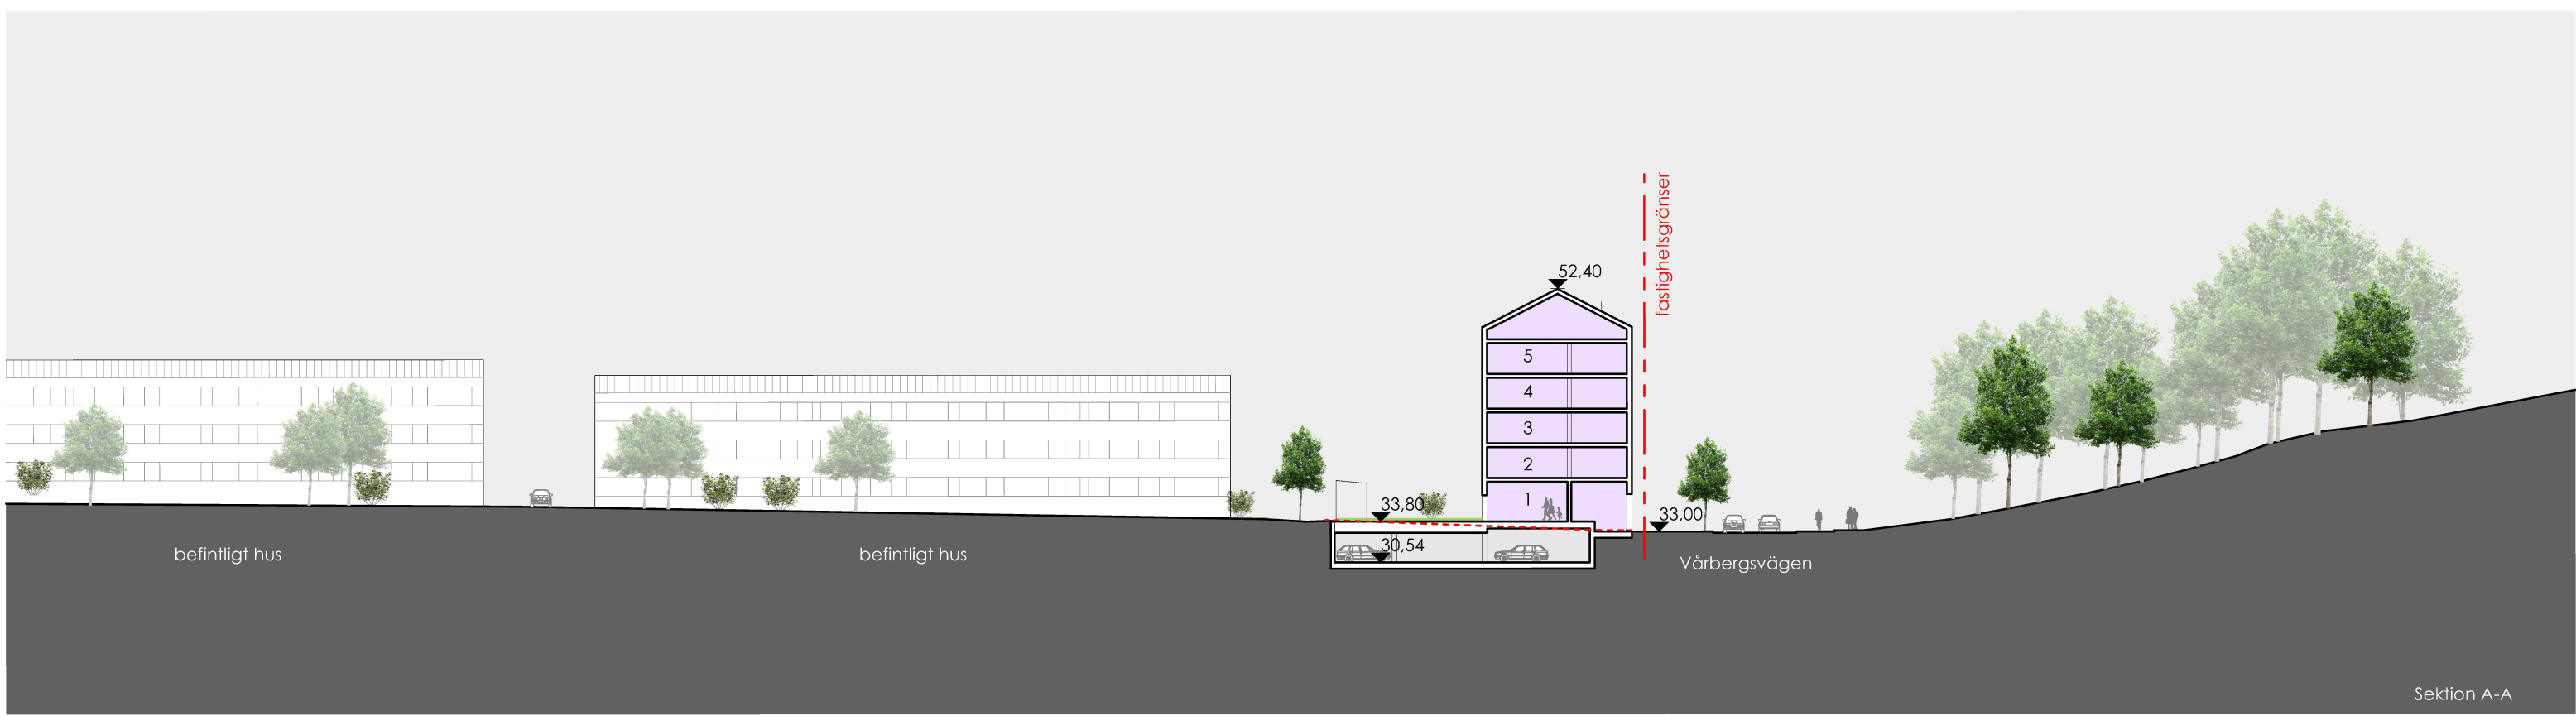 fastighetsgränser
52,40
5
4
3
2
1
33,80
33,00
30,54
befintligt hus
befintligt hus
Vårbergsvägen
Sektion A-A